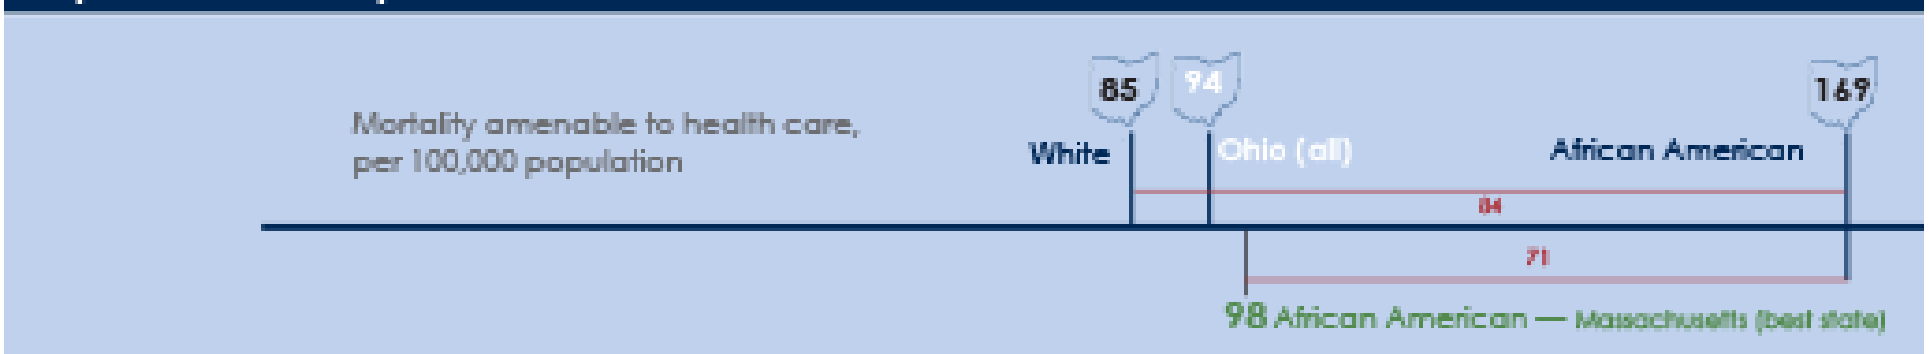 85
94
169
Mortality amenable to health care,
per 100,000 population
White
Ohio (all)
African American
84
71
98 African American — Massachusetts (best state)